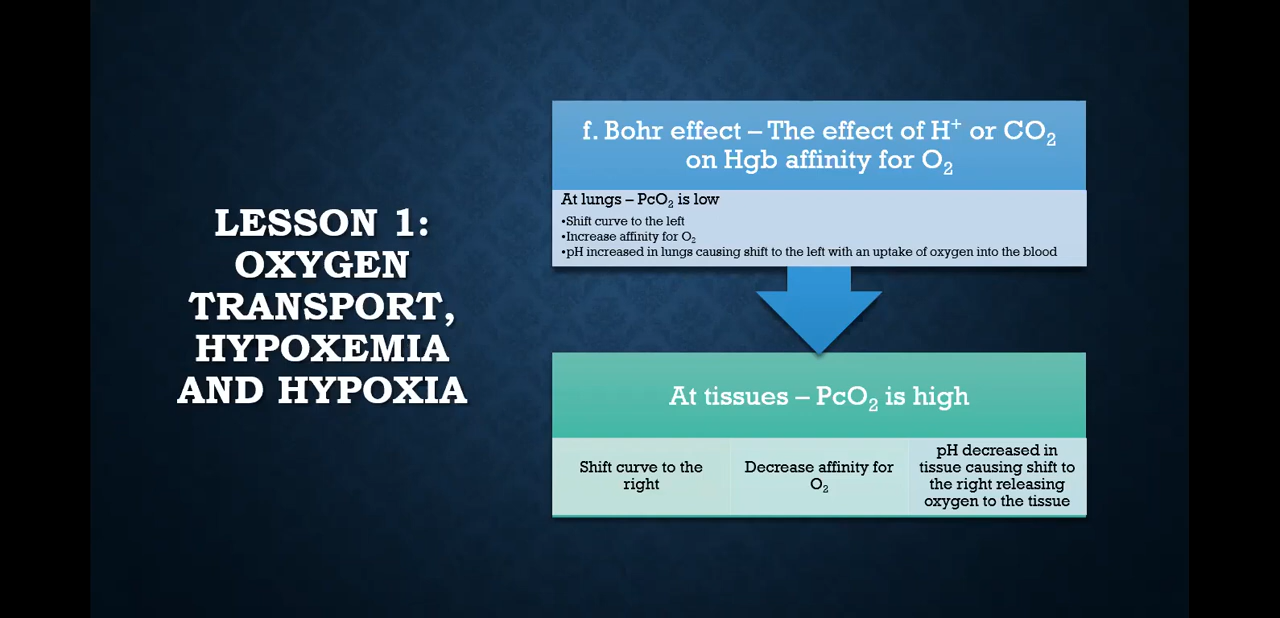 LESSON 1:
OXYGEN
TRANSPORT,
HYPOXEMIA
AND HYPOXIA
f. Bohr effect – The effect of H⁺ or CO₂
on Hgb affinity for O₂
At lungs – PcO₂ is low
•Shift curve to the left
•Increase affinity for O₂
•pH increased in lungs causing shift to the left with an uptake of oxygen into the blood
At tissues – PcO₂ is high
Shift curve to the
right
Decrease affinity for
O₂
pH decreased in
tissue causing shift to
the right releasing
oxygen to the tissue